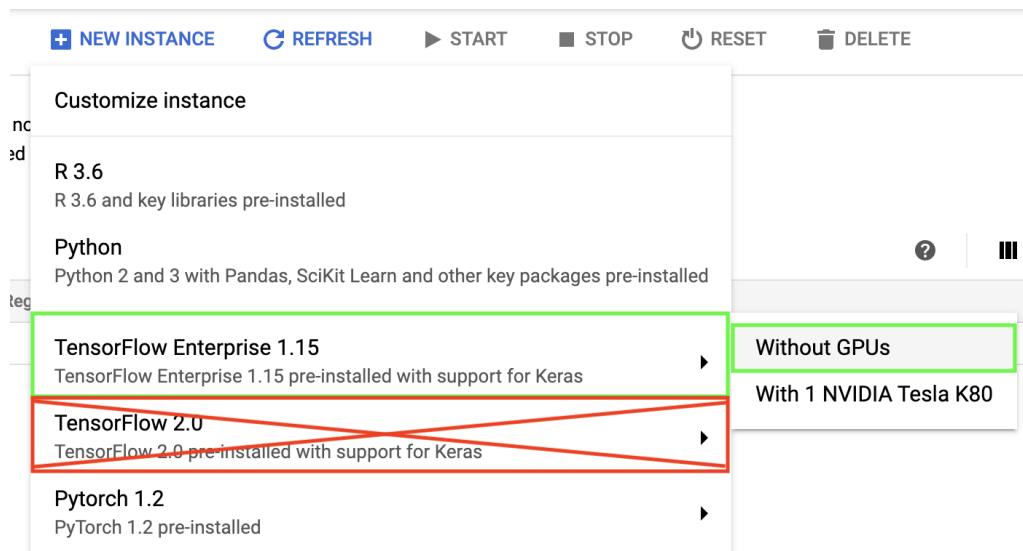 NEW INSTANCE REFRESH START STOP RESET DELETE
Customize instance
R 3.6
R 3.6 and key libraries pre-installed
Python
Python 2 and 3 with Pandas, SciKit Learn and other key packages pre-installed
TensorFlow Enterprise 1.15
TensorFlow Enterprise 1.15 pre-installed with support for Keras
Without GPUs
With 1 NVIDIA Tesla K80
TensorFlow 2.0
TensorFlow 2.0 pre-installed with support for Keras
Pytorch 1.2
PyTorch 1.2 pre-installed